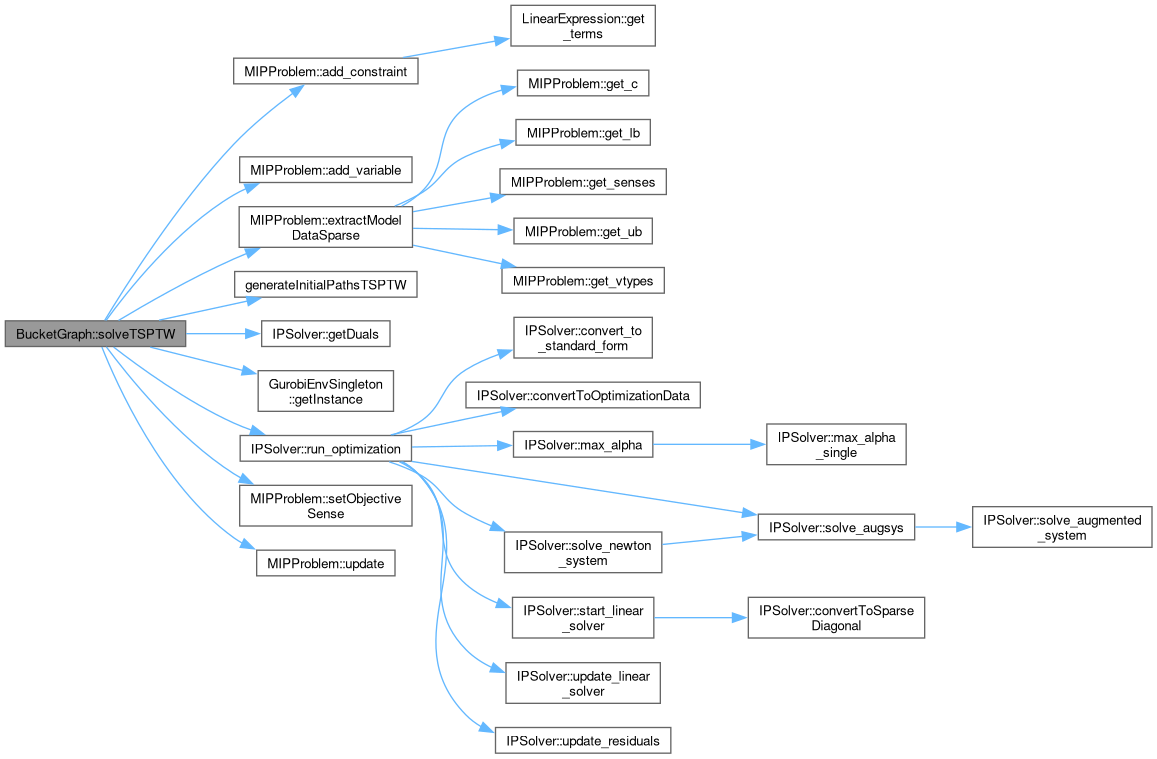 LinearExpression::get
_terms
MIPProblem::add_constraint
MIPProblem::get_c
MIPProblem::get_lb
MIPProblem::add_variable
MIPProblem::get_senses
MIPProblem::extractModel
DataSparse
MIPProblem::get_ub
MIPProblem::get_vtypes
generateInitialPathsTSPTW
BucketGraph::solveTSPTW
IPSolver::getDuals
IPSolver::convert_to
_standard_form
GurobiEnvSingleton
::getInstance
IPSolver::convertToOptimizationData
IPSolver::run_optimization
IPSolver::max_alpha
IPSolver::max_alpha
_single
MIPProblem::setObjective
Sense
IPSolver::solve_augsys
IPSolver::solve_augmented
_system
IPSolver::solve_newton
_system
MIPProblem::update
IPSolver::start_linear
_solver
IPSolver::convertToSparse
Diagonal
IPSolver::update_linear
_solver
IPSolver::update_residuals